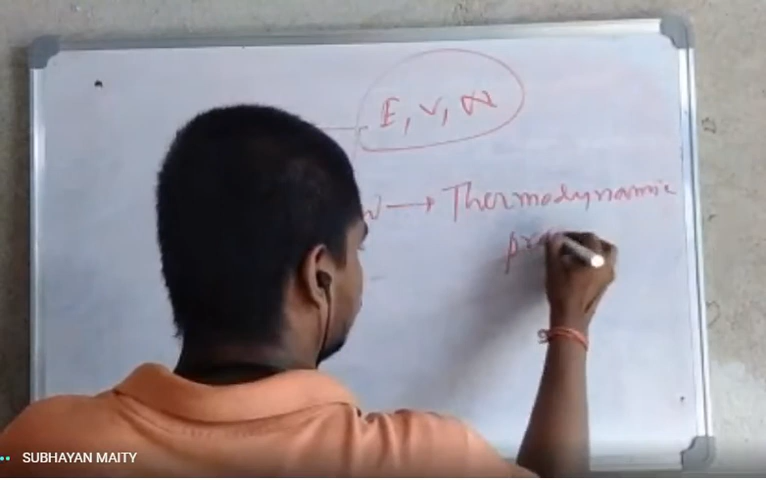 E, V, N
→ Thermodynamic
SUBHAYAN MAITY